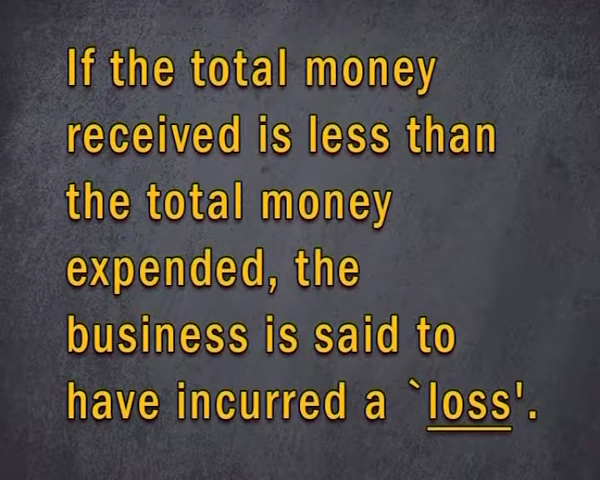 If the total money
received is less than
the total money
expended, the
business is said to
have incurred a `loss'.